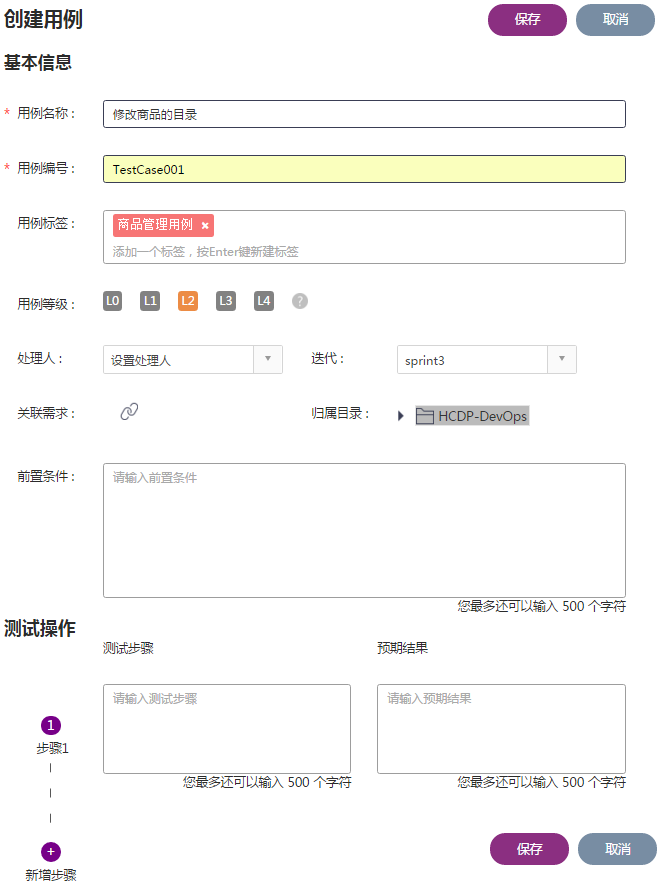 创建用例
保存 取消
基本信息
* 用例名称： 修改商品的目录
* 用例编号： TestCase001
用例标签： 商品管理用例 ×
添加一个标签，按Enter键新建标签
用例等级： L0 L1 L2 L3 L4 ?
处理人： 设置处理人 迭代： sprint3
关联需求： 归属目录： HCDP-DevOps
前置条件： 请输入前置条件
您最多还可以输入 500 个字符
测试操作
测试步骤 预期结果
请输入测试步骤 请输入预期结果
1
步骤1
您最多还可以输入 500 个字符 您最多还可以输入 500 个字符
+
保存 取消
新增步骤